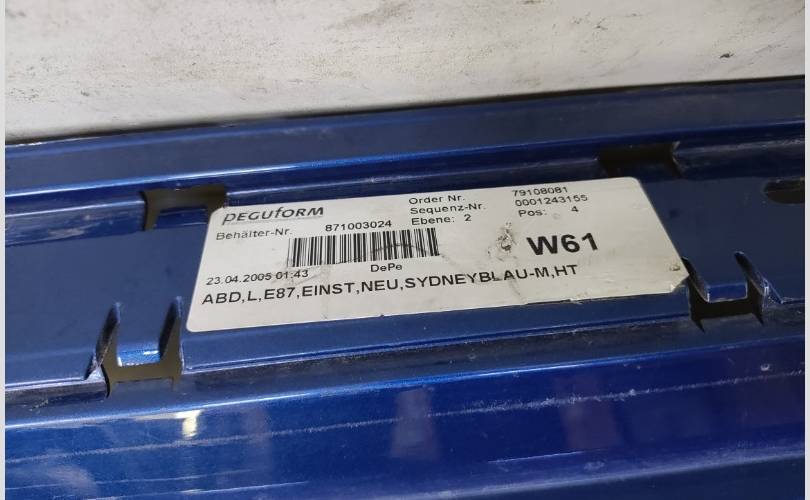 PEGUFORM
Order Nr. 79108081
Behälter-Nr. 871003024
Sequenz-Nr. 0001243155
Ebene: 2 Pos: 4
W61
23.04.2005 01:43
DePe
ABD,L,E87,EINST,NEU,SYDNEYBLAU-M,HT